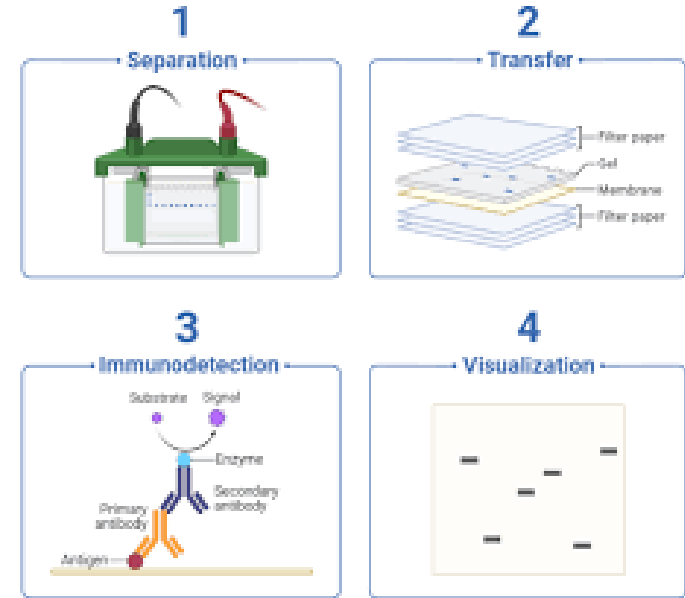 1
Separation
2
Transfer
Filter paper
Gel
Membrane
Filter paper
3
Immunodetection
Substrate Signal
Enzyme
Secondary
antibody
Primary
antibody
Antigen
4
Visualization